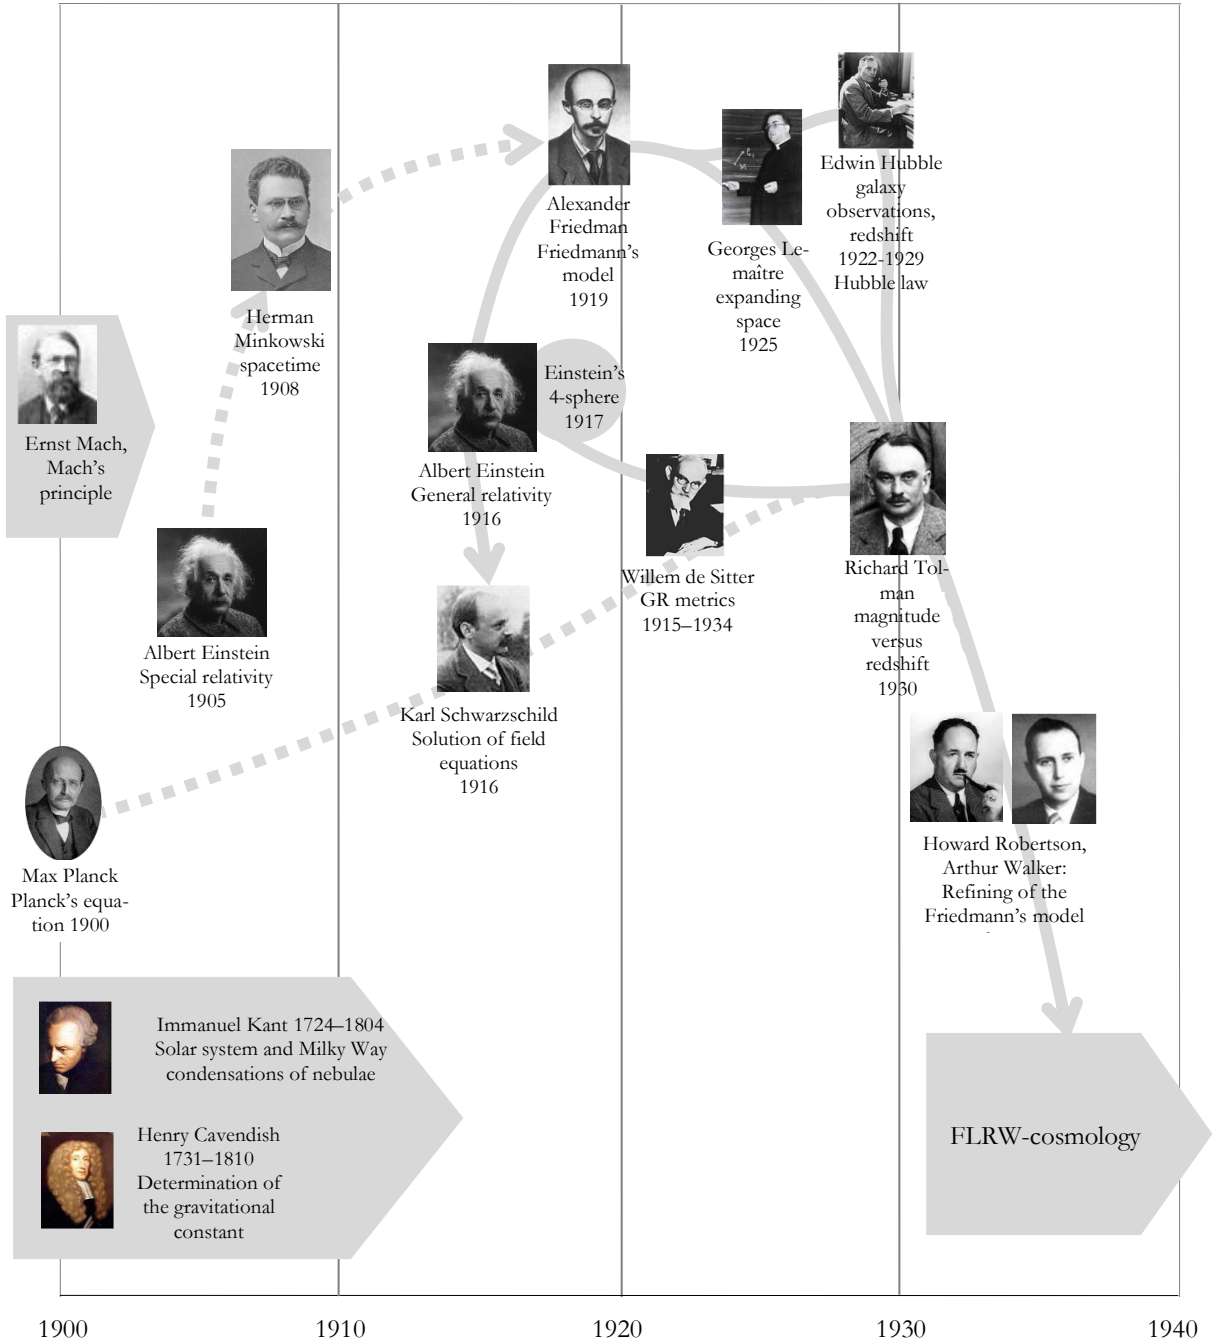 Alexander
Friedman
Friedmann's
model
1919
Georges Le-
maître
expanding
space
1925
Edwin Hubble
galaxy
observations,
redshift
1922-1929
Hubble law
Herman
Minkowski
spacetime
1908
Ernst Mach,
Mach's
principle
Einstein's
4-sphere
1917
Albert Einstein
General relativity
1916
Albert Einstein
Special relativity
1905
Willem de Sitter
GR metrics
1915–1934
Richard Tol-
man
magnitude
versus
redshift
1930
Karl Schwarzschild
Solution of field
equations
1916
Max Planck
Planck's equa-
tion 1900
Howard Robertson,
Arthur Walker:
Refining of the
Friedmann's model
Immanuel Kant 1724–1804
Solar system and Milky Way
condensations of nebulae
Henry Cavendish
1731–1810
Determination of
the gravitational
constant
FLRW-cosmology
1900
1910
1920
1930
1940